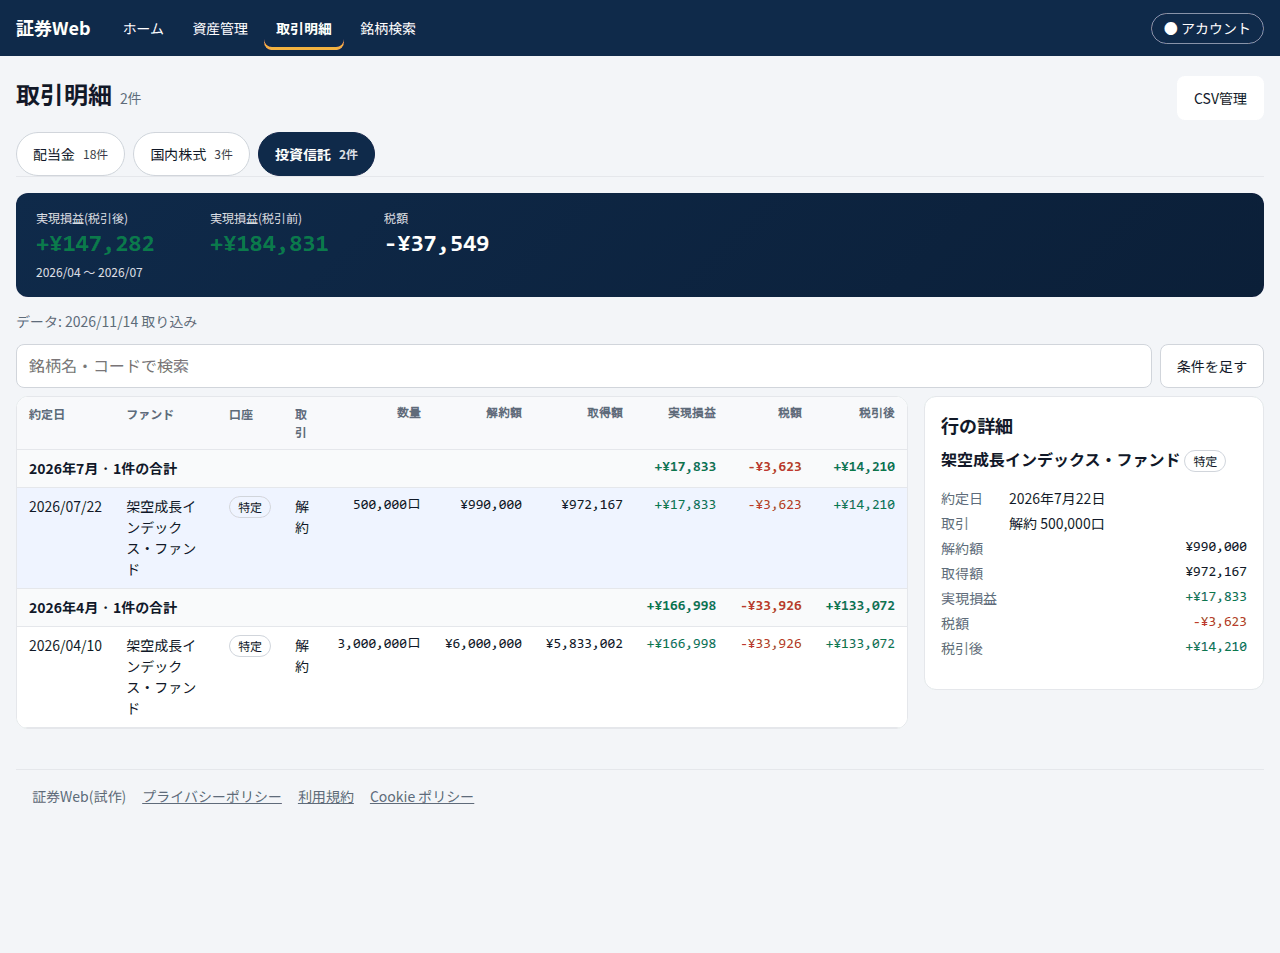 証券Web ホーム 資産管理 取引明細 銘柄検索 アカウント
取引明細 2件 CSV管理
配当金 18件 国内株式 3件 投資信託 2件
実現損益(税引後) 実現損益(税引前) 税額
+¥147,282 +¥184,831 -¥37,549
2026/04 〜 2026/07
データ: 2026/11/14 取り込み
銘柄名・コードで検索 条件を足す
約定日 ファンド 口座 取引 数量 解約額 取得額 実現損益 税額 税引後
2026年7月・1件の合計 +¥17,833 -¥3,623 +¥14,210
2026/07/22 架空成長インデックス・ファンド 特定 解約 500,000口 ¥990,000 ¥972,167 +¥17,833 -¥3,623 +¥14,210
2026年4月・1件の合計 +¥166,998 -¥33,926 +¥133,072
2026/04/10 架空成長インデックス・ファンド 特定 解約 3,000,000口 ¥6,000,000 ¥5,833,002 +¥166,998 -¥33,926 +¥133,072
行の詳細
架空成長インデックス・ファンド 特定
約定日 2026年7月22日
取引 解約 500,000口
解約額 ¥990,000
取得額 ¥972,167
実現損益 +¥17,833
税額 -¥3,623
税引後 +¥14,210
証券Web(試作) プライバシーポリシー 利用規約 Cookie ポリシー